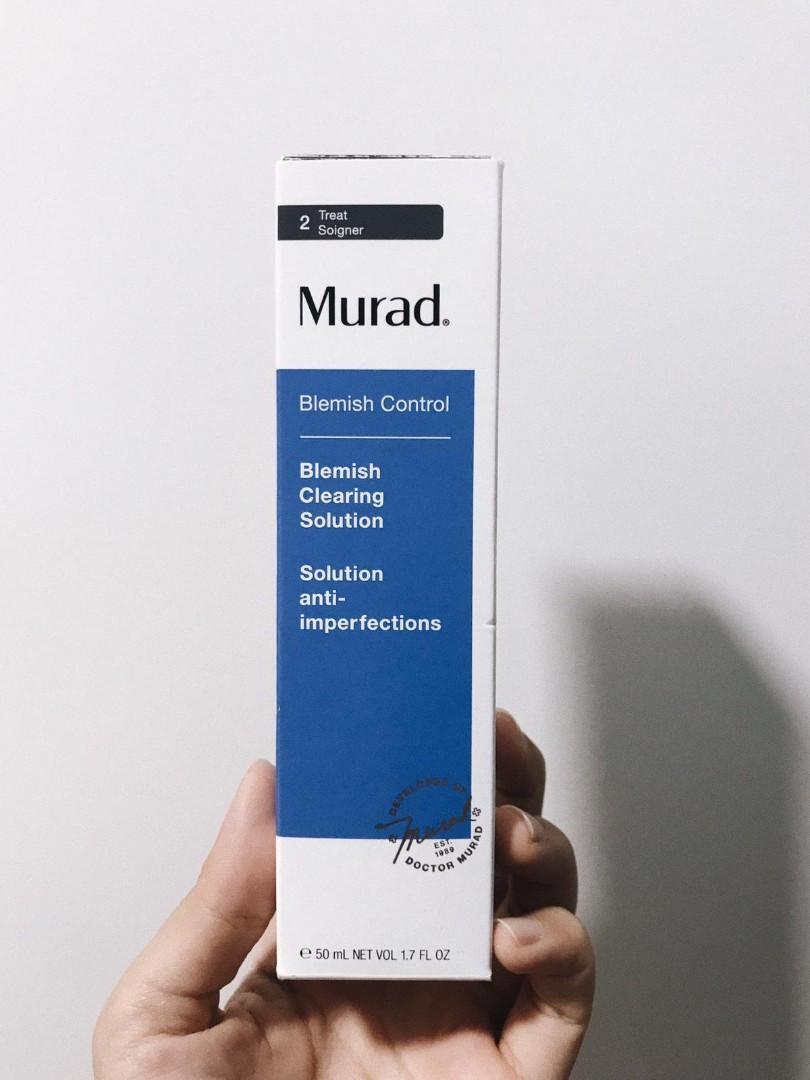 2 Treat
Soigner
Murad®
Blemish Control
Blemish
Clearing
Solution
Solution
anti-
imperfections
DEVELOPED BY
Murad
EST.
1989
DOCTOR MURAD
℮ 50 mL NET VOL 1.7 FL OZ